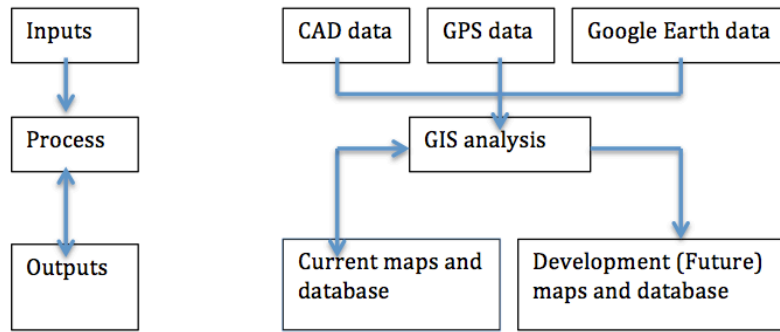 Inputs
CAD data
GPS data
Google Earth data
Process
GIS analysis
Outputs
Current maps and
database
Development (Future)
maps and database